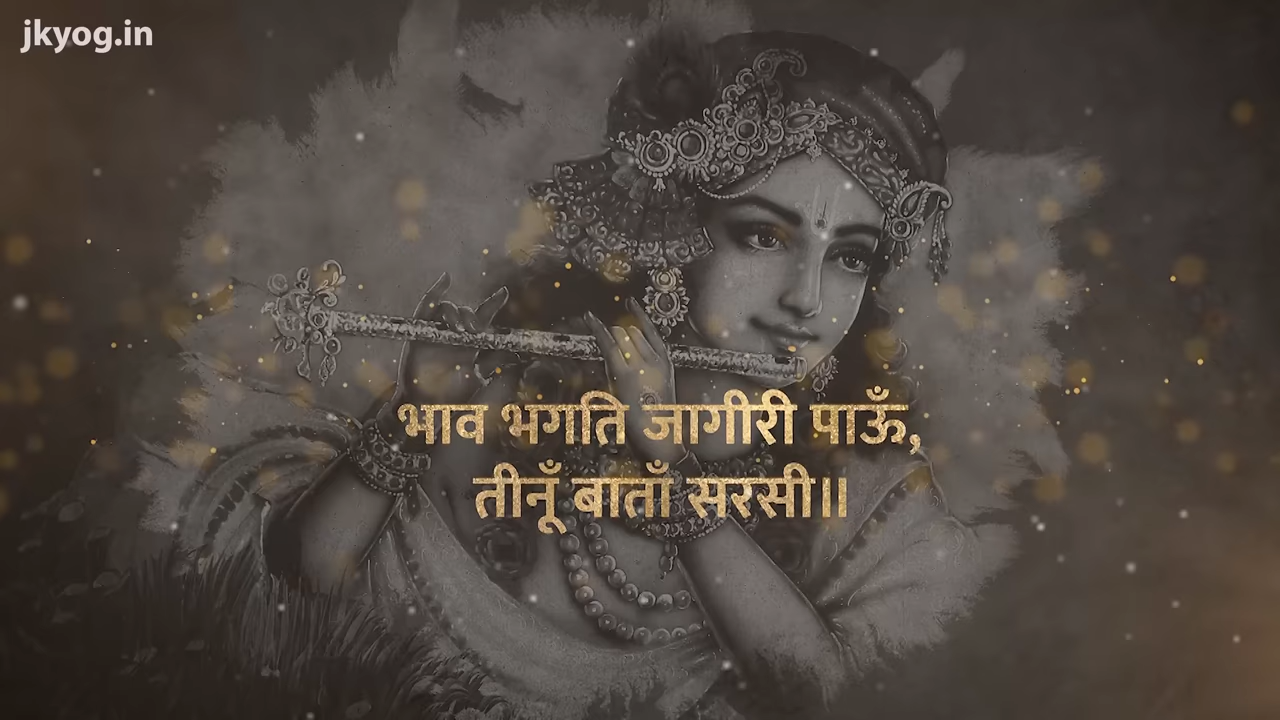 jkyog.in
भाव भगति जागीरी पाऊँ,
तीनूँ बाताँ सरसी॥